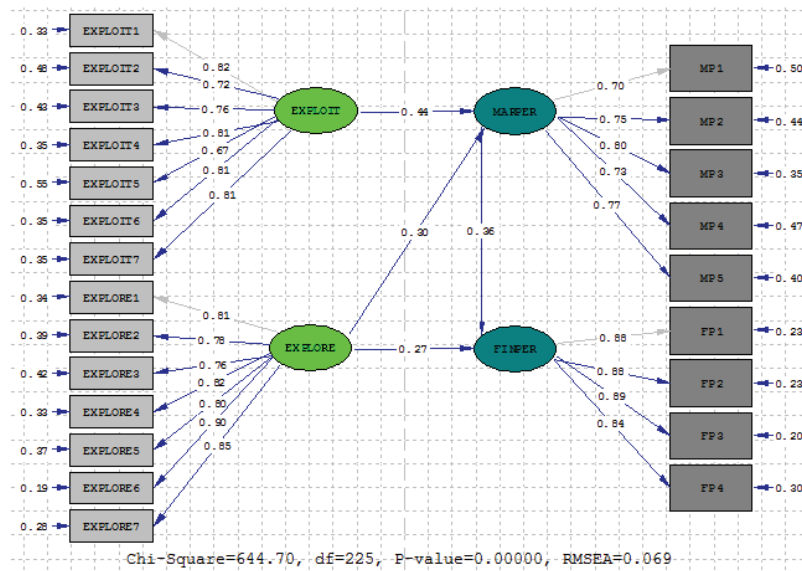 0.33 EXPLOIT1
0.48 EXPLOIT2
0.43 EXPLOIT3
0.35 EXPLOIT4
0.55 EXPLOIT5
0.35 EXPLOIT6
0.35 EXPLOIT7
0.34 EXPLORE1
0.39 EXPLORE2
0.42 EXPLORE3
0.33 EXPLORE4
0.37 EXPLORE5
0.19 EXPLORE6
0.28 EXPLORE7
0.82
0.72
0.76
0.81
0.67
0.81
0.81
0.81
0.78
0.76
0.82
0.80
0.90
0.85
EXPLOIT
EXPLORE
0.44
0.30
0.36
0.27
MARPER
FINPER
0.70
0.75
0.80
0.73
0.77
0.88
0.88
0.89
0.84
MP1 0.50
MP2 0.44
MP3 0.35
MP4 0.47
MP5 0.40
FP1 0.23
FP2 0.23
FP3 0.20
FP4 0.30
Chi-Square=644.70, df=225, P-value=0.00000, RMSEA=0.069